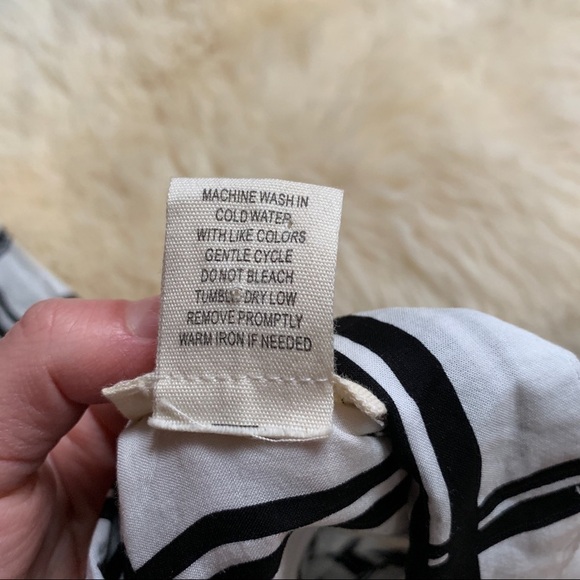 MACHINE WASH IN
COLD WATER
WITH LIKE COLORS
GENTLE CYCLE
DO NOT BLEACH
TUMBLE DRY LOW
REMOVE PROMPTLY
WARM IRON IF NEEDED